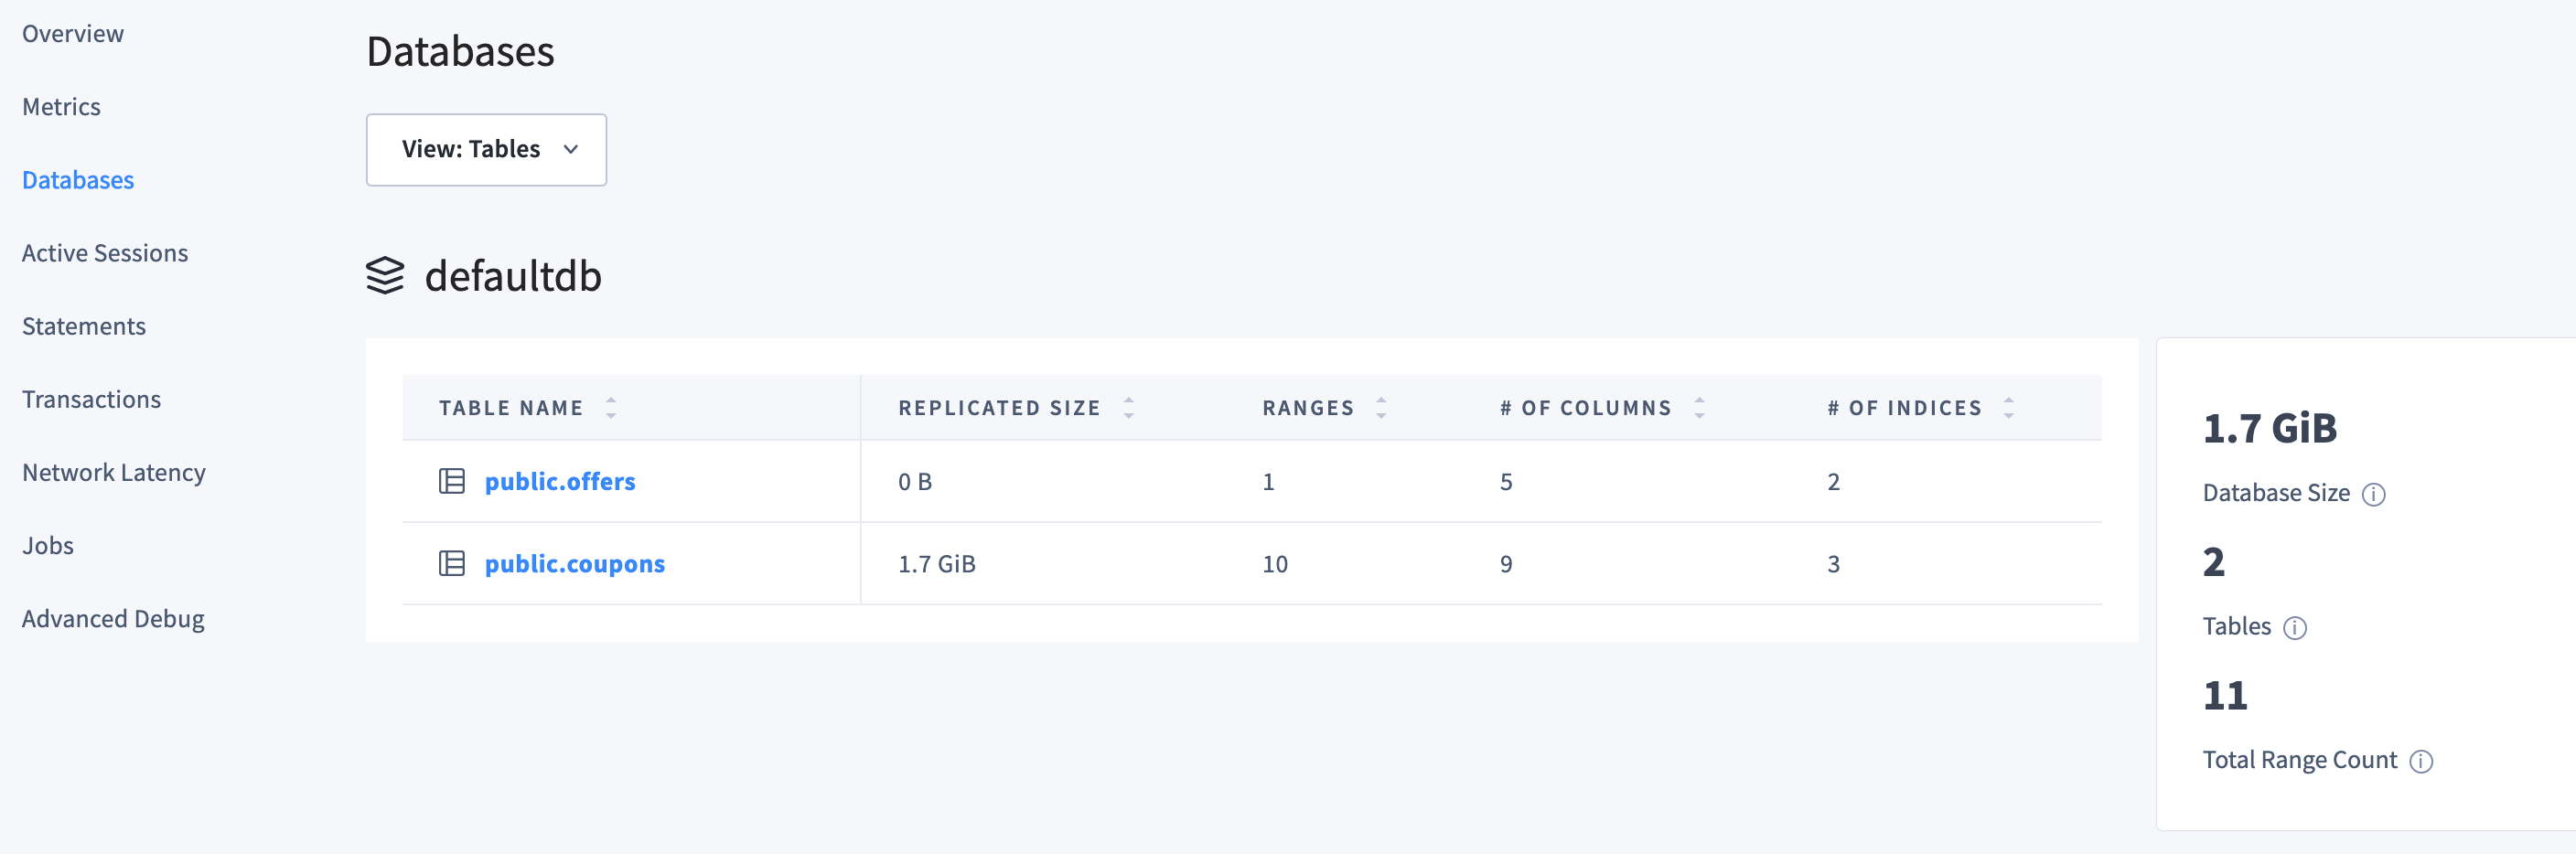 Overview
Metrics
Databases
Active Sessions
Statements
Transactions
Network Latency
Jobs
Advanced Debug
Databases
View: Tables
defaultdb
TABLE NAME REPLICATED SIZE RANGES # OF COLUMNS # OF INDICES
public.offers 0 B 1 5 2
public.coupons 1.7 GiB 10 9 3
1.7 GiB
Database Size
2
Tables
11
Total Range Count